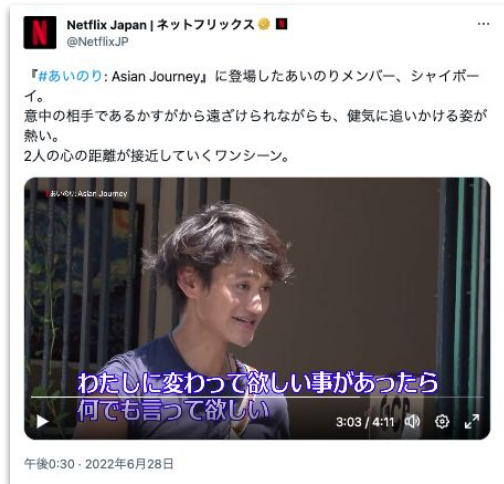 Netflix Japan | ネットフリックス
@NetflixJP
『#あいのり: Asian Journey』に登場したあいのりメンバー、シャイボー
イ。
意中の相手であるかすがから遠ざけられながらも、健気に追いかける姿が
熱い。
2人の心の距離が接近していくワンシーン。
あいのり: Asian Journey
わたしに変わって欲しい事があったら
何でも言って欲しい
3:03 / 4:11
午後0:30 · 2022年6月28日